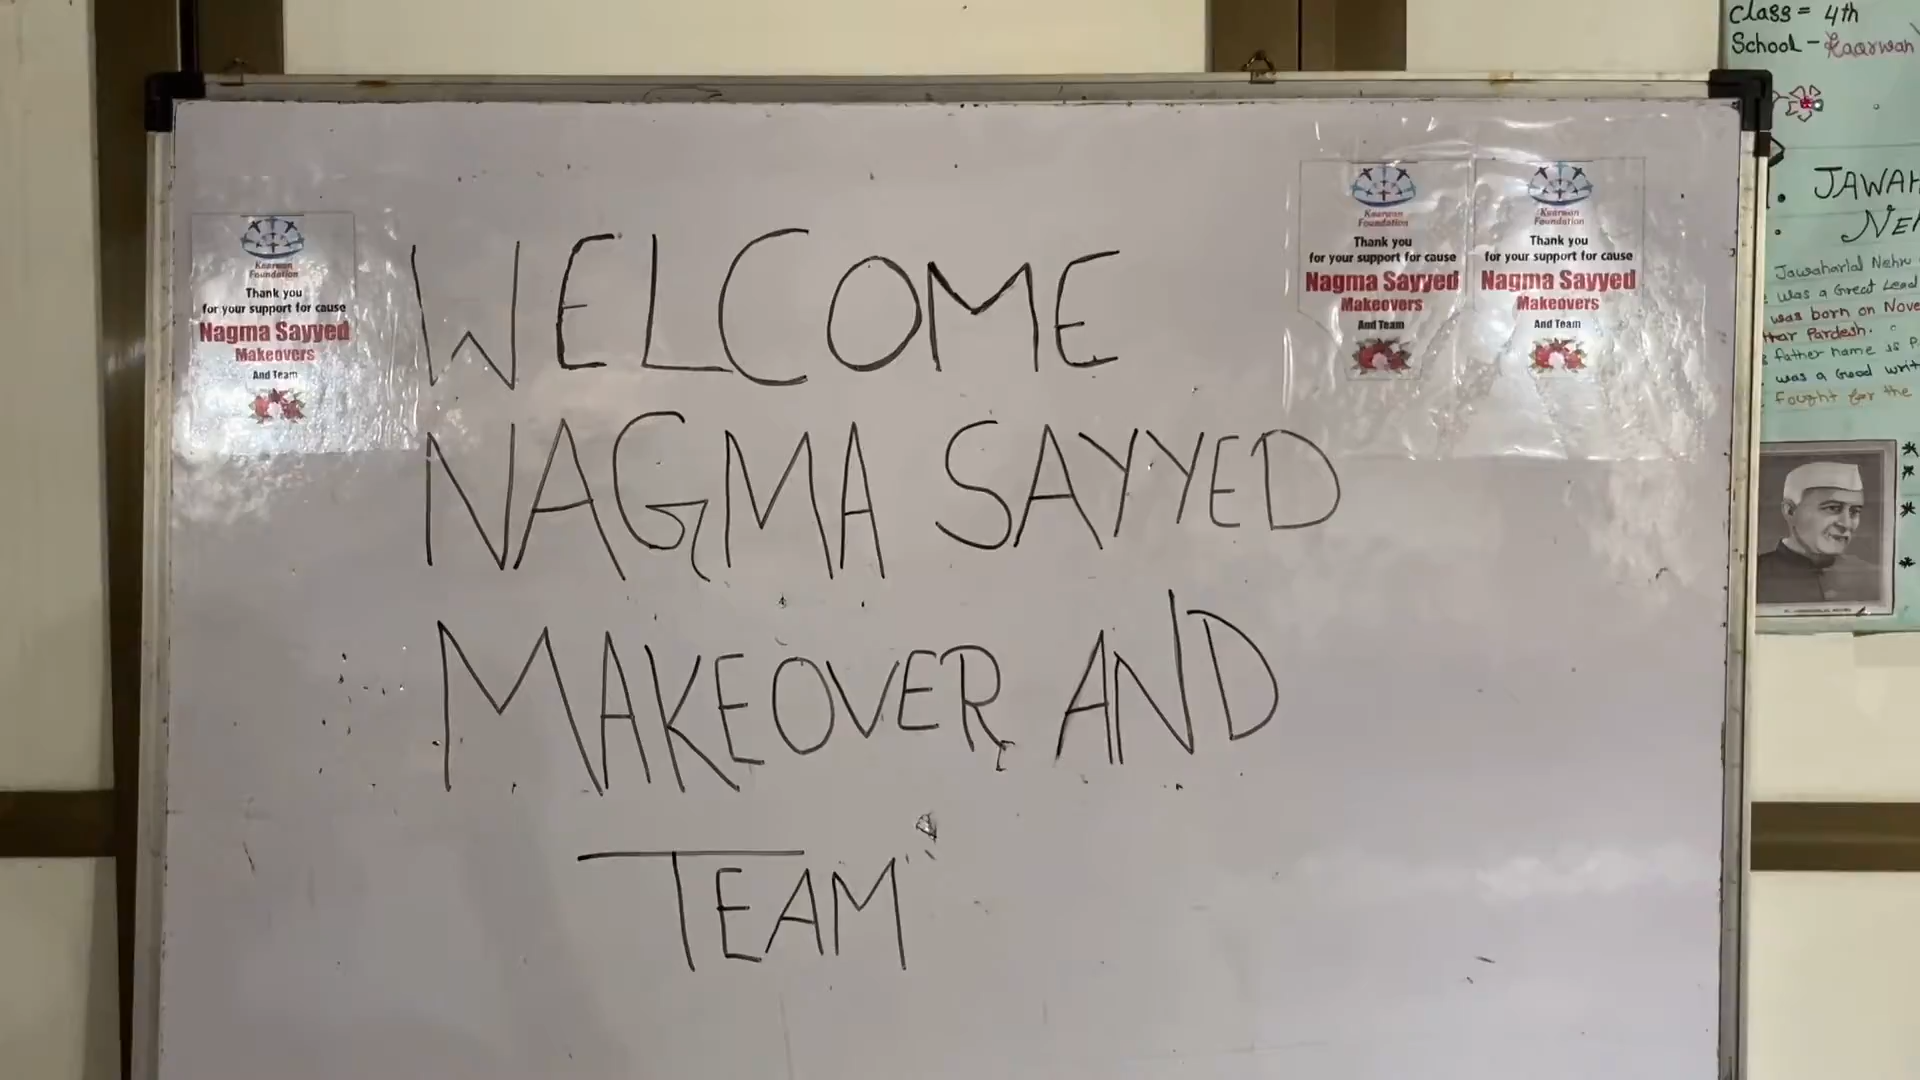 WELCOME
NAGMA SAYYED
MAKEOVER AND
TEAM
Kaarwan
Foundation
Thank you
for your support for cause
Nagma Sayyed
Makeovers
And Team
Kaarwan
Foundation
Thank you
for your support for cause
Nagma Sayyed
Makeovers
And Team
Kaarwan
Foundation
Thank you
for your support for cause
Nagma Sayyed
Makeovers
And Team
Class = 4th
School - Kaarwan
JAWAH
NEH
Jawaharlal Nehru
was a Great Lead
was born on Nove
ttar Pardesh.
father name is P.
was a Good writ
Fought for the